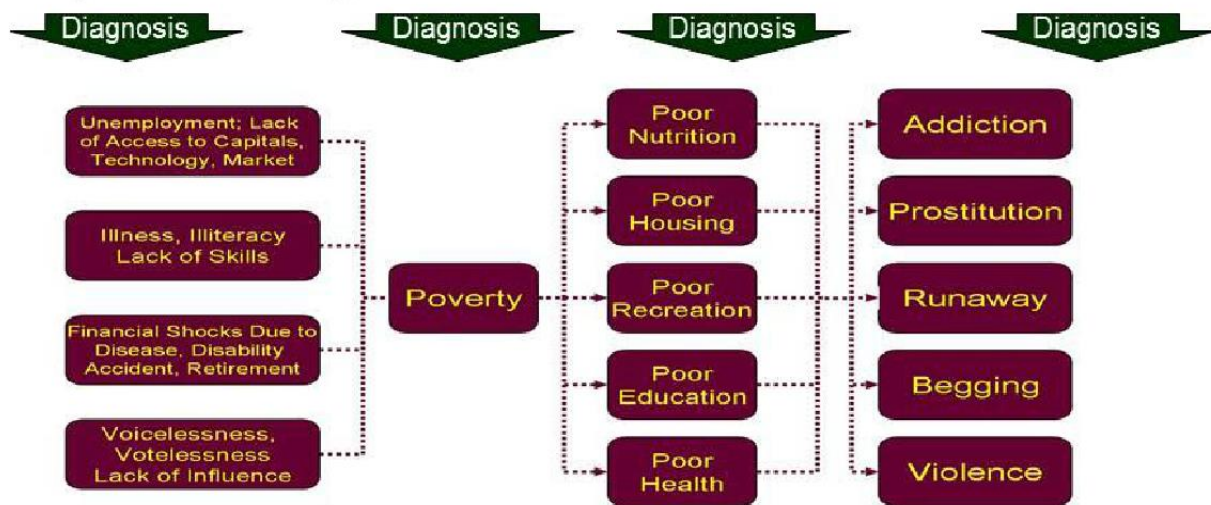 Diagnosis
Diagnosis
Diagnosis
Diagnosis
Unemployment; Lack
of Access to Capitals,
Technology, Market
Illness, Illiteracy
Lack of Skills
Financial Shocks Due to
Disease, Disability
Accident, Retirement
Voicelessness,
Votelessness
Lack of Influence
Poverty
Poor
Nutrition
Poor
Housing
Poor
Recreation
Poor
Education
Poor
Health
Addiction
Prostitution
Runaway
Begging
Violence